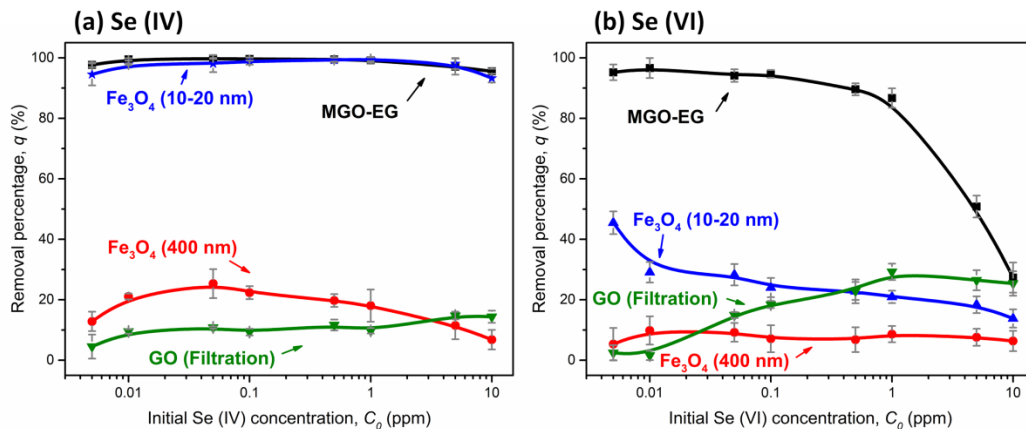 (a) Se (IV)
Removal percentage, q (%)
100
80
60
40
20
0
Fe₃O₄ (10-20 nm)
MGO-EG
Fe₃O₄ (400 nm)
GO (Filtration)
0.01
0.1
1
10
Initial Se (IV) concentration, C₀ (ppm)
(b) Se (VI)
Removal percentage, q (%)
100
80
60
40
20
0
MGO-EG
Fe₃O₄ (10-20 nm)
GO (Filtration)
Fe₃O₄ (400 nm)
0.01
0.1
1
10
Initial Se (VI) concentration, C₀ (ppm)